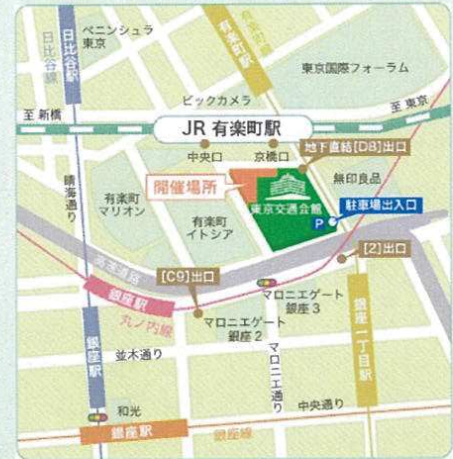 日比谷線
日比谷駅
ペニンシュラ
東京
有楽町駅
有楽町線
東京国際フォーラム
至 新橋
ビックカメラ
至 東京
JR 有楽町駅
中央口
京橋口
地下直結[D8]出口
開催場所
無印良品
晴海通り
有楽町
マリオン
有楽町
イトシア
東京交通会館
駐車場出入口
P
[2]出口
高速道路
[C9]出口
銀座駅
丸ノ内線
マロニエゲート
銀座 3
マロニエゲート
銀座 2
銀座駅
並木通り
マロニエ通り
銀座一丁目駅
和光
中央通り
銀座駅
銀座線